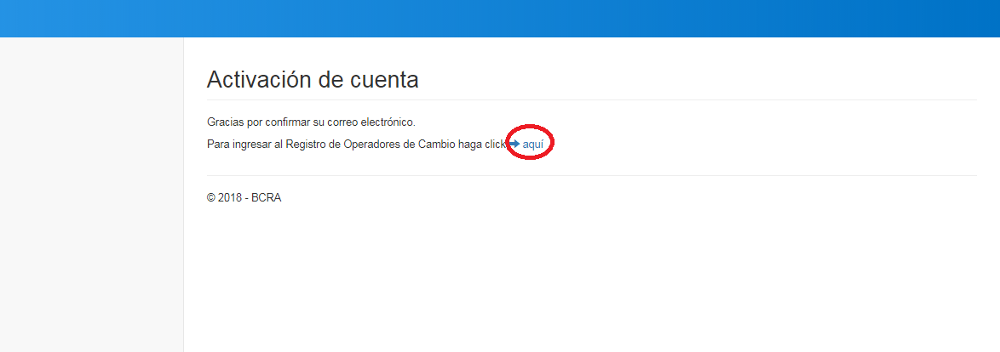 Activación de cuenta
Gracias por confirmar su correo electrónico.
Para ingresar al Registro de Operadores de Cambio haga click aquí
© 2018 - BCRA